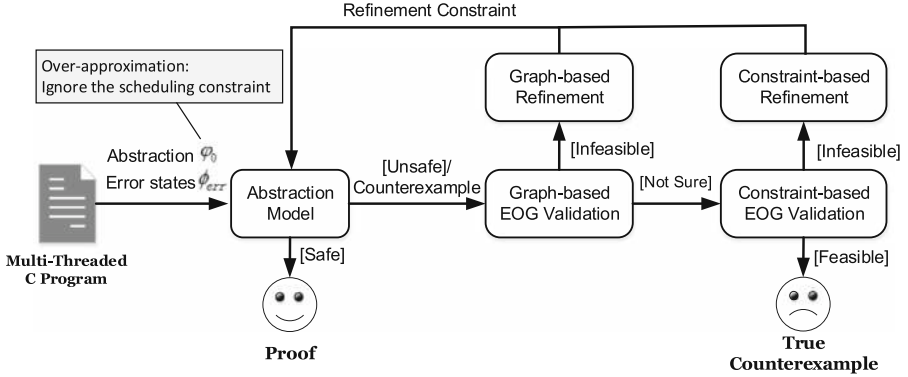 Refinement Constraint
Over-approximation:
Ignore the scheduling constraint
Graph-based
Refinement
Constraint-based
Refinement
Abstraction φ₀
Error states ϕ_err
[Unsafe]/
Counterexample
[Infeasible]
[Infeasible]
Abstraction
Model
Graph-based
EOG Validation
[Not Sure]
Constraint-based
EOG Validation
Multi-Threaded
C Program
[Safe]
[Feasible]
Proof
True
Counterexample